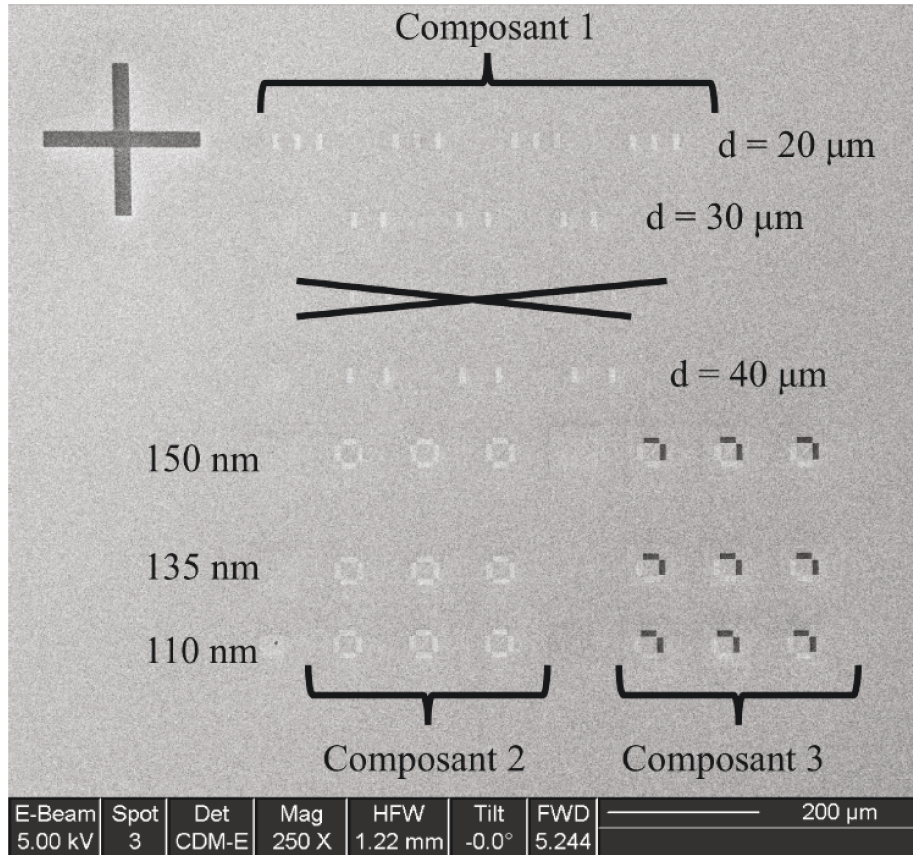 Composant 1
d = 20 μm
d = 30 μm
d = 40 μm
150 nm
135 nm
110 nm
Composant 2 Composant 3
E-Beam Spot Det Mag HFW Tilt FWD 200 μm
5.00 kV 3 CDM-E 250 X 1.22 mm -0.0° 5.244